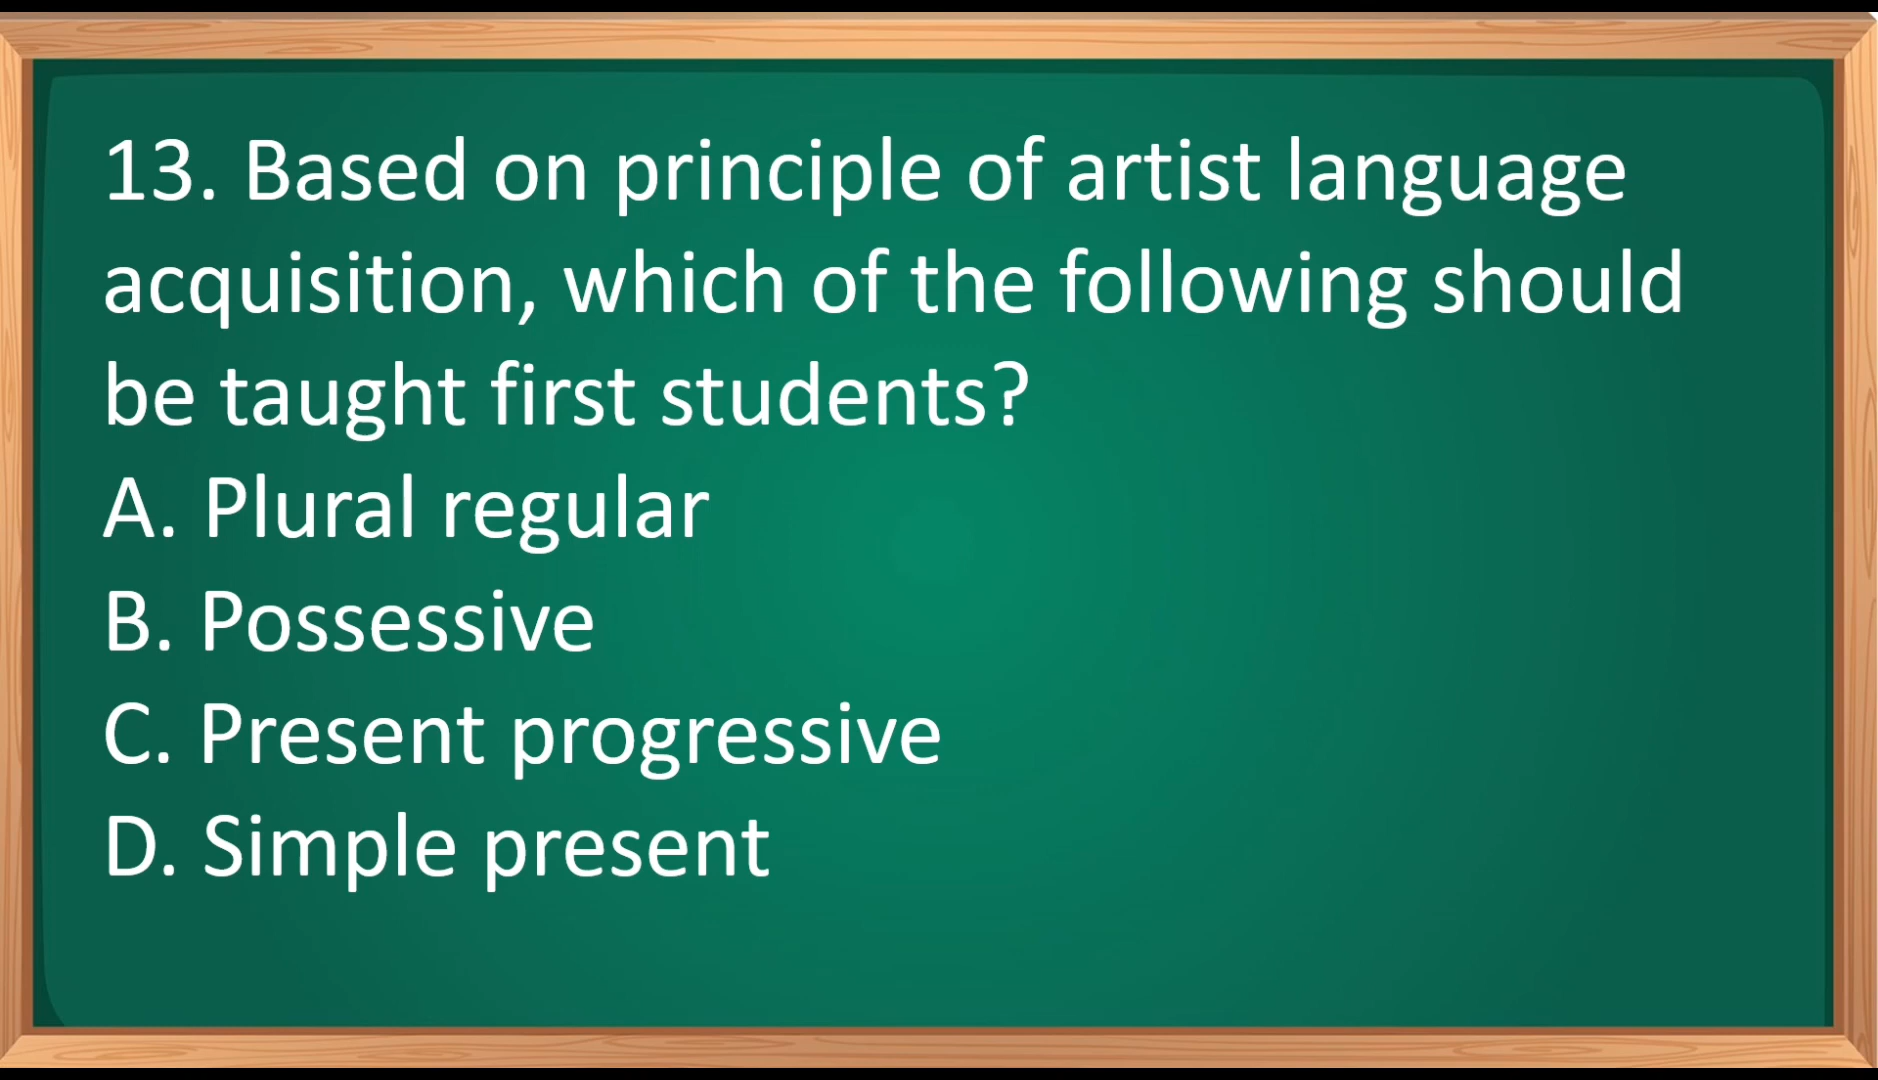 13. Based on principle of artist language
acquisition, which of the following should
be taught first students?
A. Plural regular
B. Possessive
C. Present progressive
D. Simple present